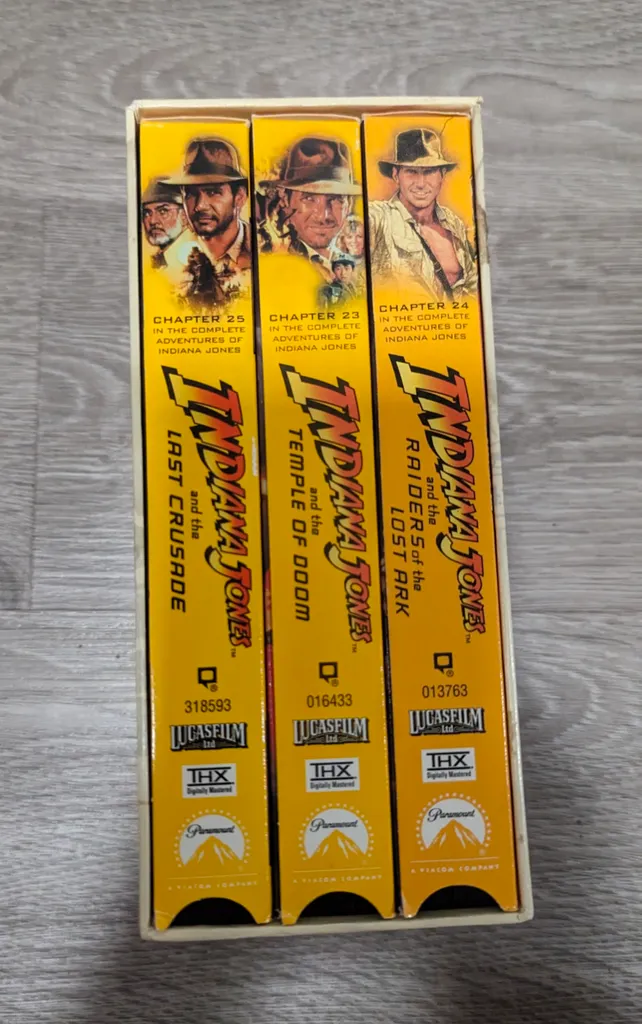 CHAPTER 25
IN THE COMPLETE
ADVENTURES OF
INDIANA JONES
INDIANA JONES™
and the
LAST CRUSADE
Q®
318593
LUCASFILM
Ltd
THX
Digitally Mastered
Paramount
®
A VIACOM COMPANY
CHAPTER 23
IN THE COMPLETE
ADVENTURES OF
INDIANA JONES
INDIANA JONES™
and the
TEMPLE OF DOOM
Q®
016433
LUCASFILM
Ltd
THX
Digitally Mastered
Paramount
®
A VIACOM COMPANY
CHAPTER 24
IN THE COMPLETE
ADVENTURES OF
INDIANA JONES
INDIANA JONES™
and the
RAIDERS of the
LOST ARK
Q®
013763
LUCASFILM
Ltd
THX
Digitally Mastered
Paramount
®
A VIACOM COMPANY